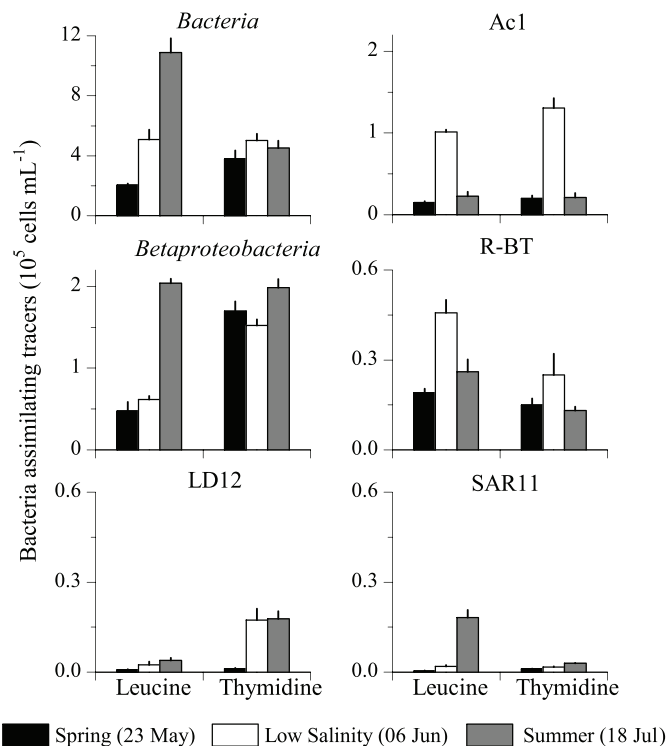 Bacteria
Ac1
12
8
4
0
2
1
0
Betaproteobacteria
R-BT
2
1
0
0.6
0.3
0.0
LD12
SAR11
0.6
0.3
0.0
0.6
0.3
0.0
Bacteria assimilating tracers (10⁵ cells mL⁻¹)
Leucine Thymidine
Leucine Thymidine
Spring (23 May) Low Salinity (06 Jun) Summer (18 Jul)